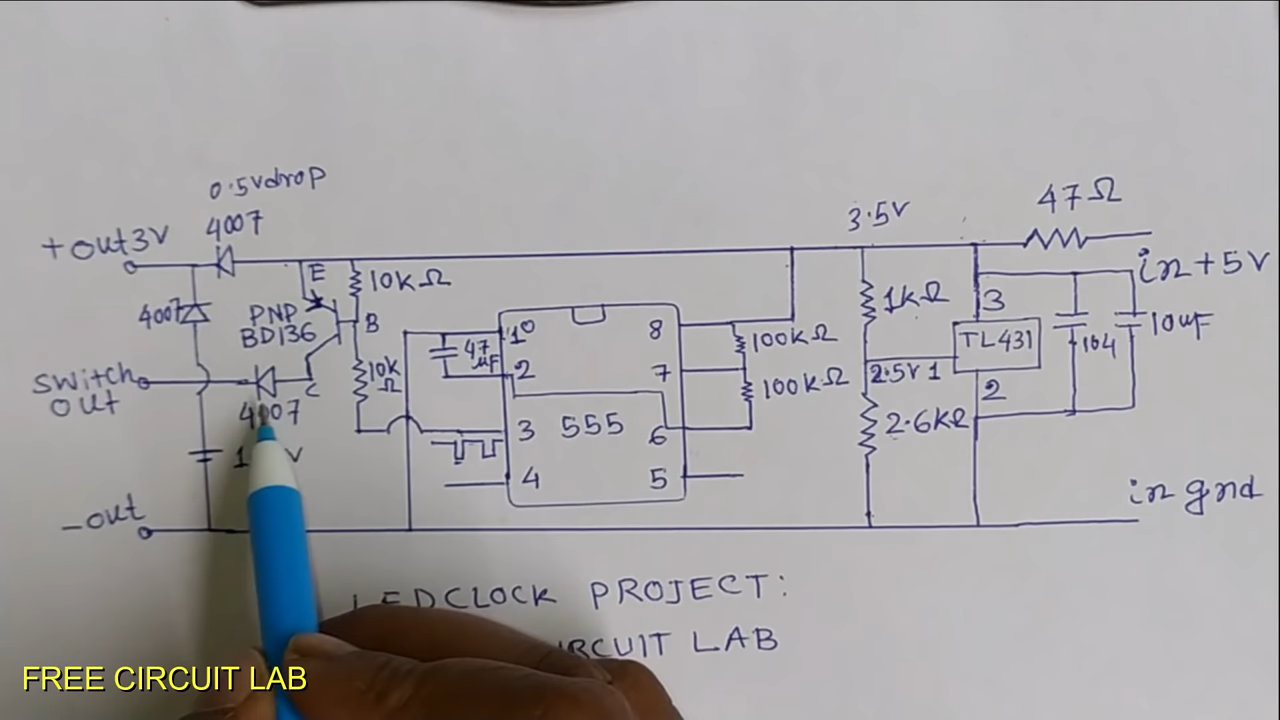 0.5vdrop
4007
+out3v
3.5v
47Ω
in+5v
E
10kΩ
4007
PNP
BD136
B
1
8
100kΩ
1kΩ
3
TL431
104
10uF
47
μF
2
7
100kΩ
2.5v 1
2
switch
out
C
10k
Ω
4007
3
555
6
2.6kΩ
4
5
-out
in gnd
LEDCLOCK PROJECT:
LAB
FREE CIRCUIT LAB